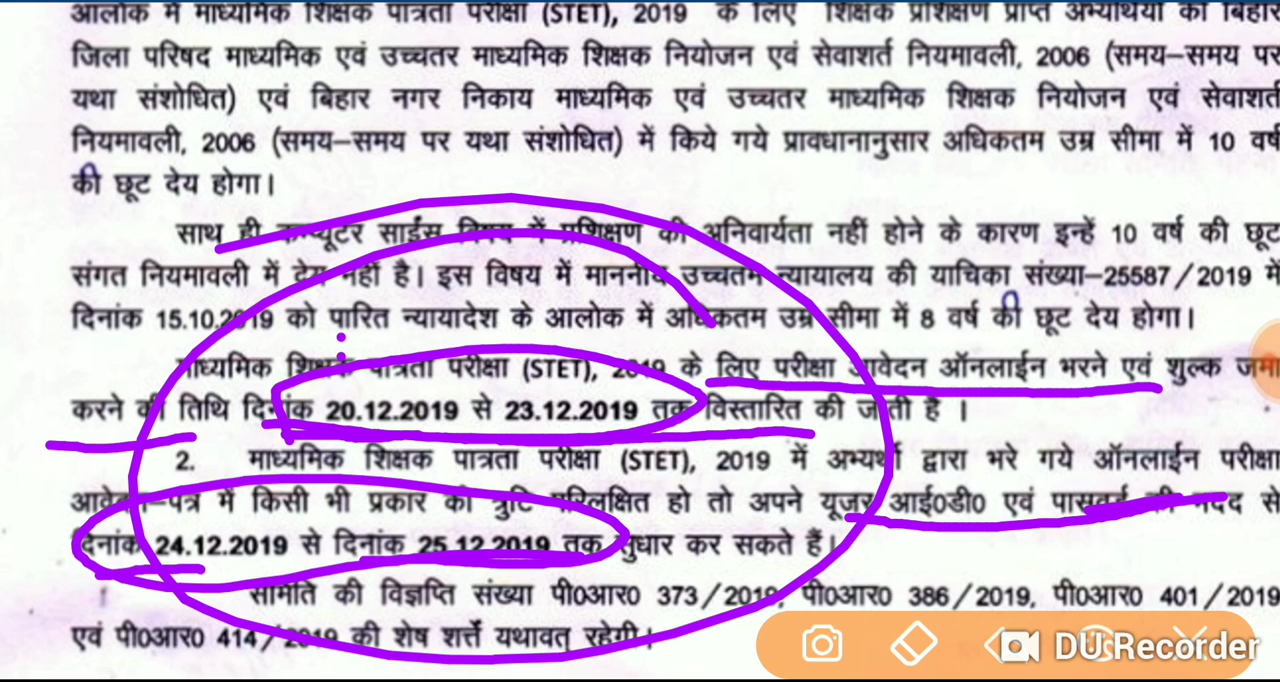 आलोक में माध्यमिक शिक्षक पात्रता परीक्षा (STET), 2019 के लिए शिक्षक प्रशिक्षण प्राप्त अभ्यर्थियों को बिहार
जिला परिषद माध्यमिक एवं उच्चतर माध्यमिक शिक्षक नियोजन एवं सेवाशर्त नियमावली, 2006 (समय–समय पर
यथा संशोधित) एवं बिहार नगर निकाय माध्यमिक एवं उच्चतर माध्यमिक शिक्षक नियोजन एवं सेवाशर्त
नियमावली, 2006 (समय–समय पर यथा संशोधित) में किये गये प्रावधानानुसार अधिकतम उम्र सीमा में 10 वर्ष
की छूट देय होगा।
साथ ही कम्प्यूटर साईंस विषय में प्रशिक्षण की अनिवार्यता नहीं होने के कारण इन्हें 10 वर्ष की छूट
संगत नियमावली में देय नहीं है। इस विषय में माननीय उच्चतम न्यायालय की याचिका संख्या–25587/2019 में
दिनांक 15.10.2019 को पारित न्यायादेश के आलोक में अधिकतम उम्र सीमा में 8 वर्ष की छूट देय होगा।
माध्यमिक शिक्षक पात्रता परीक्षा (STET), 2019 के लिए परीक्षा आवेदन ऑनलाईन भरने एवं शुल्क जमा
करने की तिथि दिनांक 20.12.2019 से 23.12.2019 तक विस्तारित की जाती है ।
2. माध्यमिक शिक्षक पात्रता परीक्षा (STET), 2019 में अभ्यर्थी द्वारा भरे गये ऑनलाईन परीक्षा
आवेदन–पत्र में किसी भी प्रकार की त्रुटि परिलक्षित हो तो अपने यूजर आई०डी० एवं पासवर्ड की मदद से
दिनांक 24.12.2019 से दिनांक 25.12.2019 तक सुधार कर सकते हैं।
समिति की विज्ञप्ति संख्या पी०आर० 373/2019, पी०आर० 386/2019, पी०आर० 401/2019
एवं पी०आर० 414/2019 की शेष शर्त्तें यथावत् रहेगी।
DU Recorder